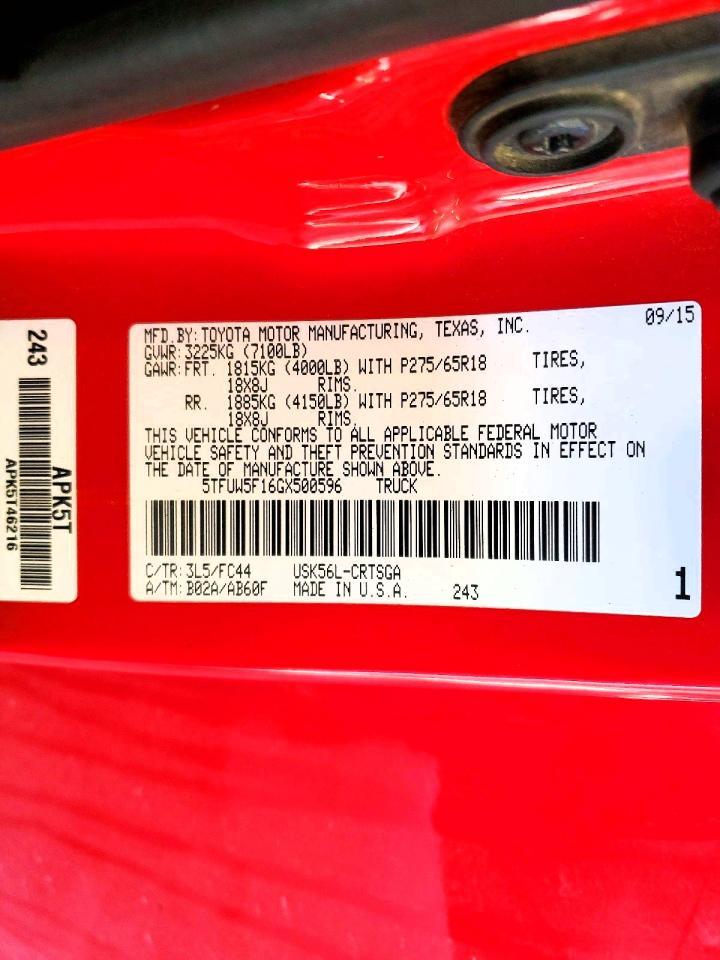 243
APK5T
APK5T46216
MFD.BY:TOYOTA MOTOR MANUFACTURING, TEXAS, INC. 09/15
GVWR:3225KG (7100LB)
GAWR:FRT. 1815KG (4000LB) WITH P275/65R18 TIRES,
18X8J RIMS.
RR. 1885KG (4150LB) WITH P275/65R18 TIRES,
18X8J RIMS.
THIS VEHICLE CONFORMS TO ALL APPLICABLE FEDERAL MOTOR
VEHICLE SAFETY AND THEFT PREVENTION STANDARDS IN EFFECT ON
THE DATE OF MANUFACTURE SHOWN ABOVE.
5TFUW5F16GX500596 TRUCK
C/TR:3L5/FC44 USK56L-CRTSGA
A/TM:B02A/AB60F MADE IN U.S.A. 243 1